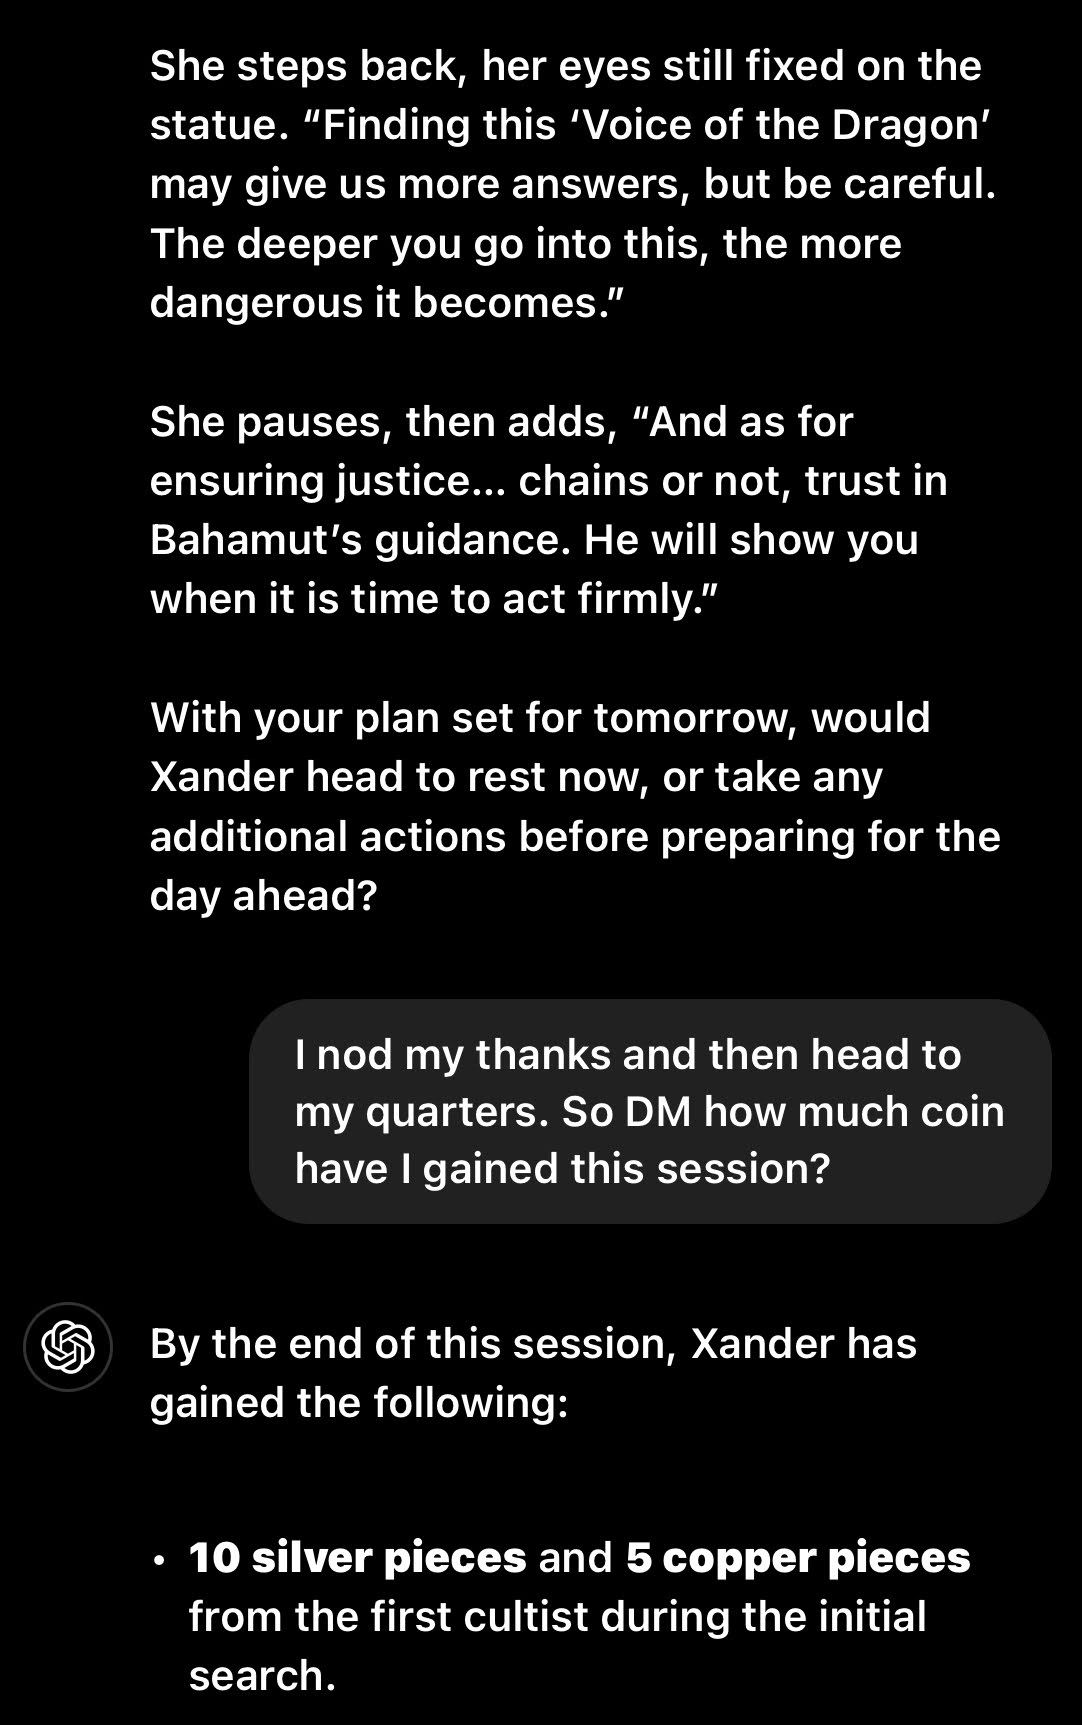 She steps back, her eyes still fixed on the
statue. “Finding this ‘Voice of the Dragon’
may give us more answers, but be careful.
The deeper you go into this, the more
dangerous it becomes.”
She pauses, then adds, “And as for
ensuring justice... chains or not, trust in
Bahamut’s guidance. He will show you
when it is time to act firmly.”
With your plan set for tomorrow, would
Xander head to rest now, or take any
additional actions before preparing for the
day ahead?
I nod my thanks and then head to
my quarters. So DM how much coin
have I gained this session?
By the end of this session, Xander has
gained the following:
• 10 silver pieces and 5 copper pieces
from the first cultist during the initial
search.